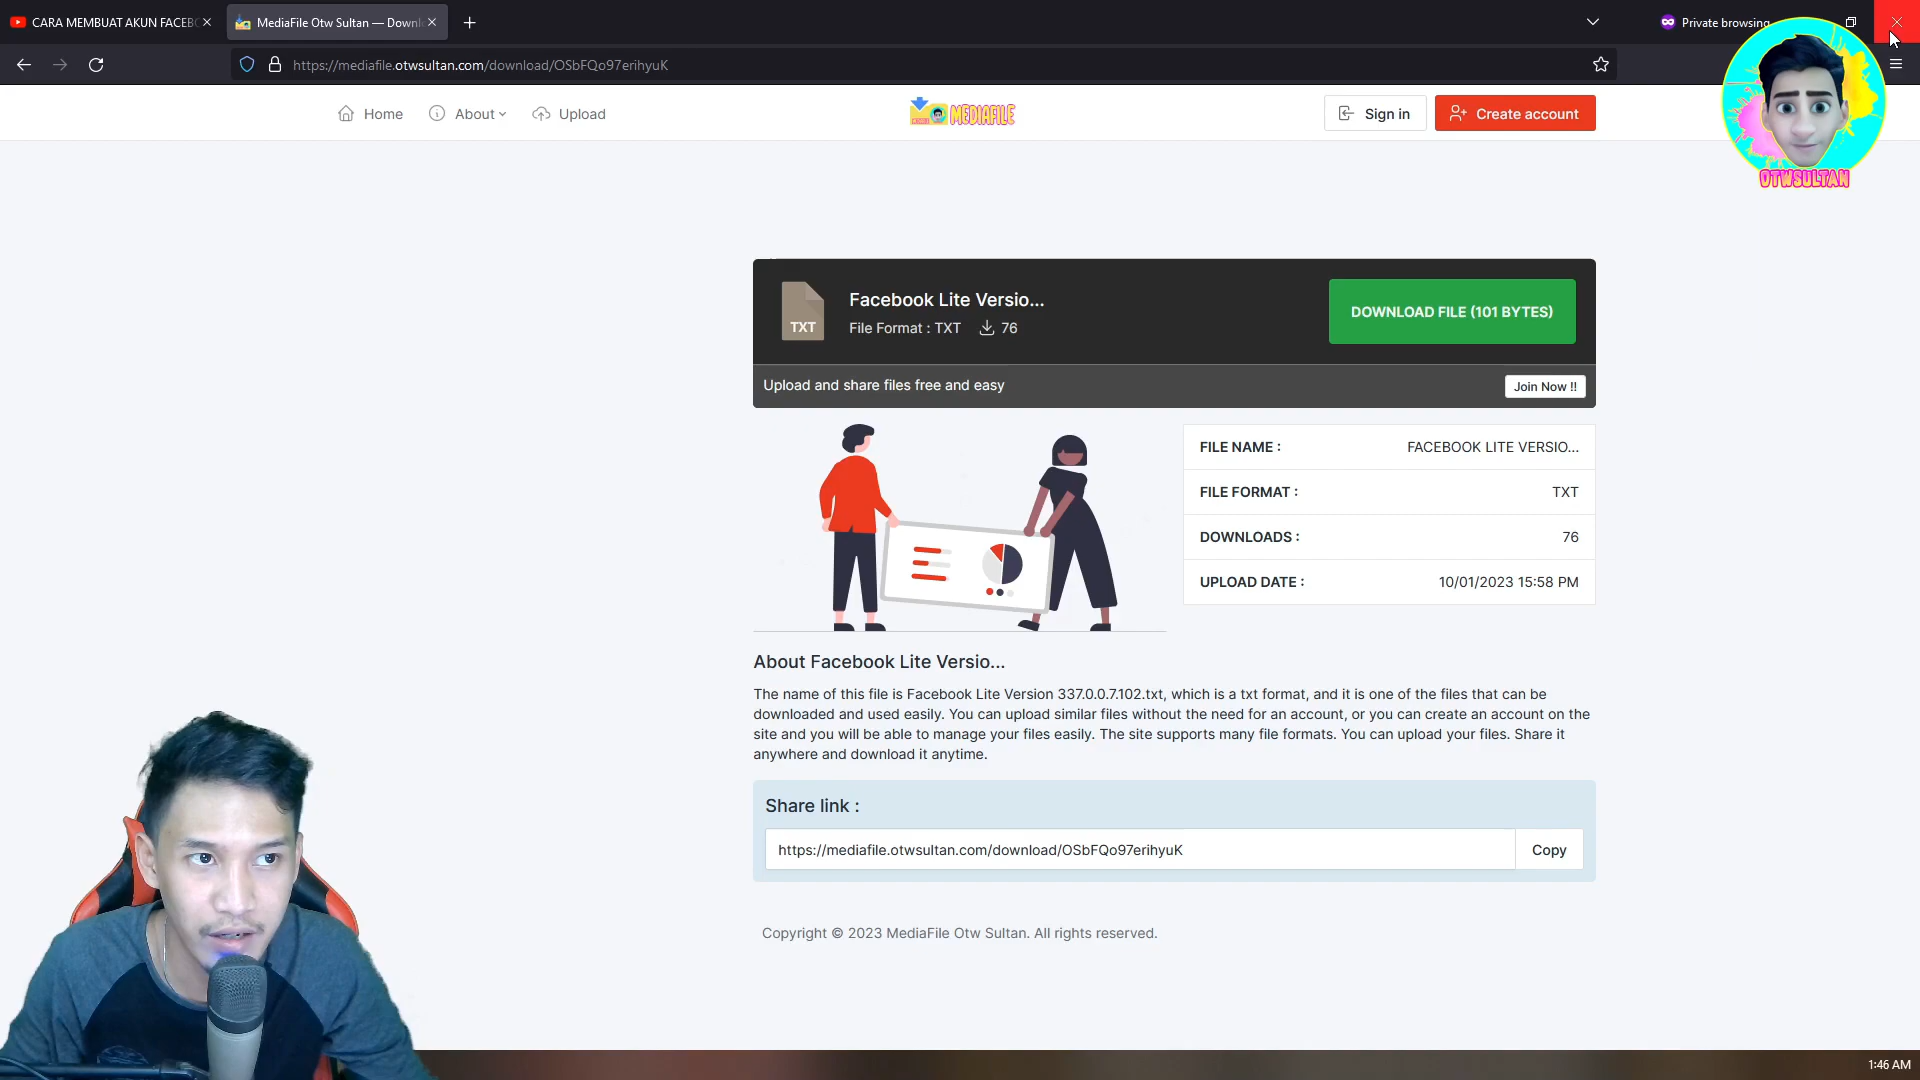 CARA MEMBUAT AKUN FACEB
MediaFile Otw Sultan — Downl
Private browsing
https://mediafile.otwsultan.com/download/OSbFQo97erihyuK
Home
About
Upload
MEDIAFILE
Sign in
Create account
OTWSULTAN
TXT
Facebook Lite Versio...
File Format : TXT
76
DOWNLOAD FILE (101 BYTES)
Upload and share files free and easy
Join Now !!
FILE NAME :
FACEBOOK LITE VERSIO...
FILE FORMAT :
TXT
DOWNLOADS :
76
UPLOAD DATE :
10/01/2023 15:58 PM
About Facebook Lite Versio...
The name of this file is Facebook Lite Version 337.0.0.7.102.txt, which is a txt format, and it is one of the files that can be
downloaded and used easily. You can upload similar files without the need for an account, or you can create an account on the
site and you will be able to manage your files easily. The site supports many file formats. You can upload your files. Share it
anywhere and download it anytime.
Share link :
https://mediafile.otwsultan.com/download/OSbFQo97erihyuK
Copy
Copyright © 2023 MediaFile Otw Sultan. All rights reserved.
1:46 AM